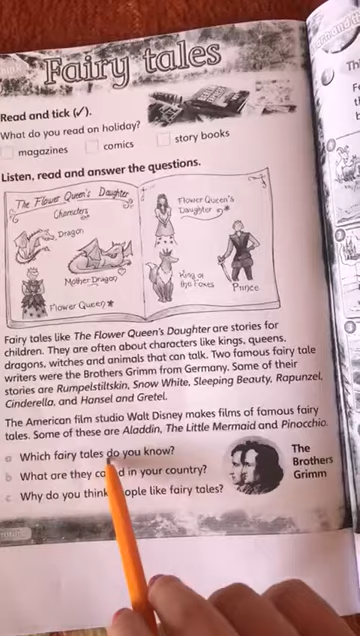 Fairy tales
Read and tick (✓).
What do you read on holiday?
magazines
comics
story books
Listen, read and answer the questions.
The Flower Queen's Daughter
Characters
Dragon
Mother Dragon
Flower Queen
Flower Queen's
Daughter
King of
the Foxes
Prince
Fairy tales like The Flower Queen's Daughter are stories for
children. They are often about characters like kings, queens,
dragons, witches and animals that can talk. Two famous fairy tale
writers were the Brothers Grimm from Germany. Some of their
stories are Rumpelstiltskin, Snow White, Sleeping Beauty, Rapunzel,
Cinderella, and Hansel and Gretel.
The American film studio Walt Disney makes films of famous fairy
tales. Some of these are Aladdin, The Little Mermaid and Pinocchio.
a Which fairy tales do you know?
b What are they in your country?
c Why do you think people like fairy tales?
The
Brothers
Grimm